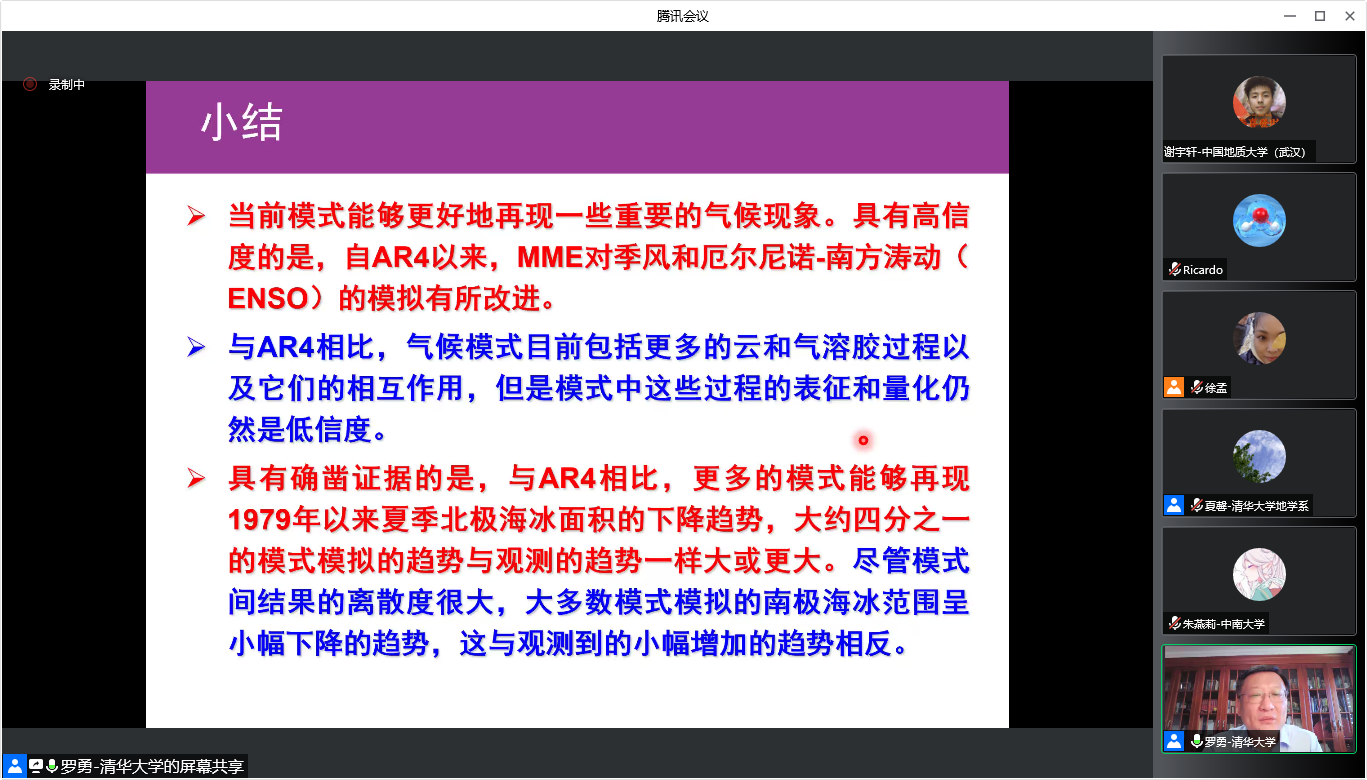 腾讯会议
录制中
小结
当前模式能够更好地再现一些重要的气候现象。具有高信
度的是，自AR4以来，MME对季风和厄尔尼诺-南方涛动（
ENSO）的模拟有所改进。
与AR4相比，气候模式目前包括更多的云和气溶胶过程以
及它们的相互作用，但是模式中这些过程的表征和量化仍
然是低信度。
具有确凿证据的是，与AR4相比，更多的模式能够再现
1979年以来夏季北极海冰面积的下降趋势，大约四分之一
的模式模拟的趋势与观测的趋势一样大或更大。尽管模式
间结果的离散度很大，大多数模式模拟的南极海冰范围呈
小幅下降的趋势，这与观测到的小幅增加的趋势相反。
罗勇-清华大学的屏幕共享
谢宇轩-中国地质大学（武汉）
Ricardo
徐孟
夏馨-清华大学地学系
朱燕莉-中南大学
罗勇-清华大学